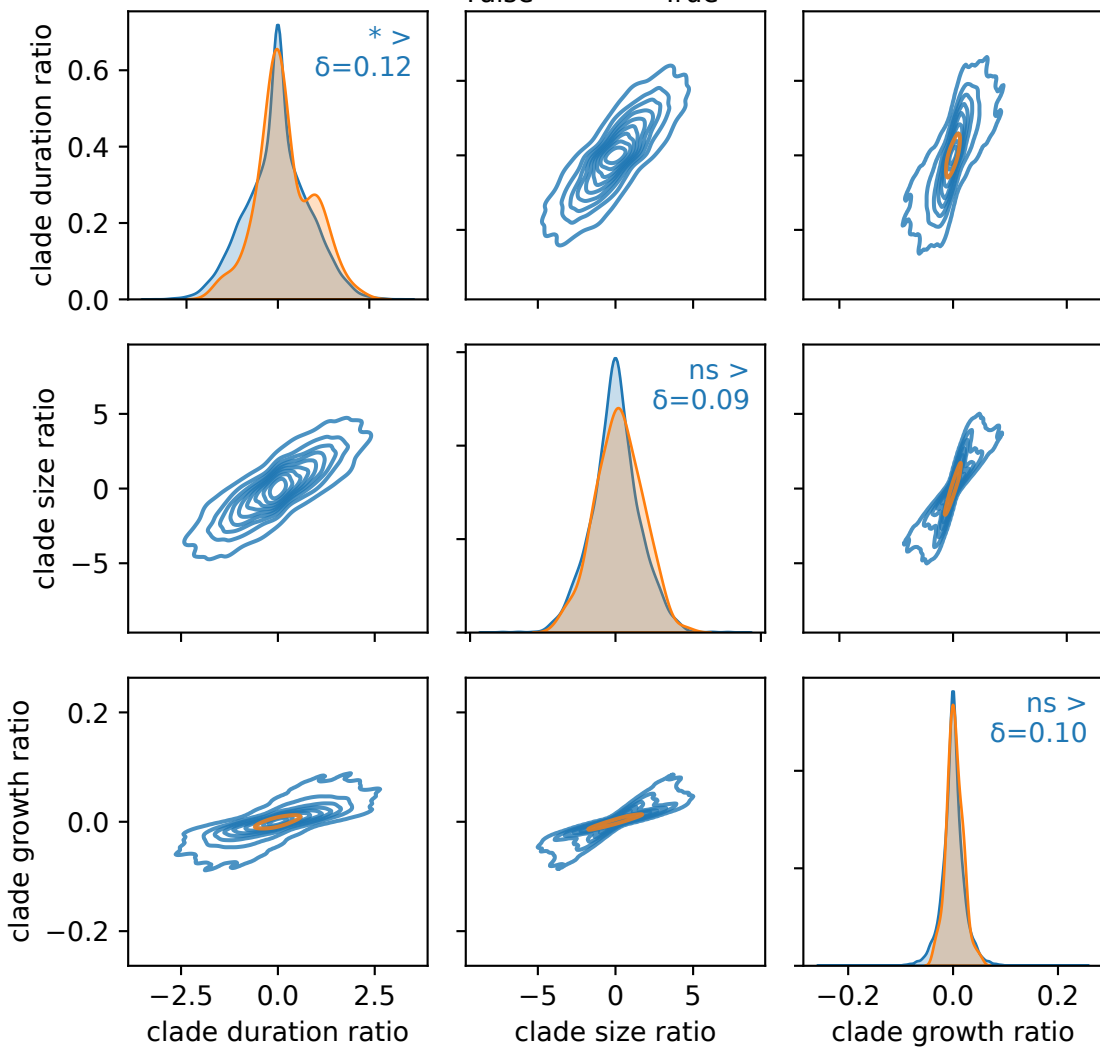 clade duration ratio
0.6
0.4
0.2
0.0
* >
δ=0.12
clade size ratio
5
0
−5
ns >
δ=0.09
clade growth ratio
0.2
0.0
−0.2
ns >
δ=0.10
−2.5 0.0 2.5
−5 0 5
−0.2 0.0 0.2
clade duration ratio
clade size ratio
clade growth ratio